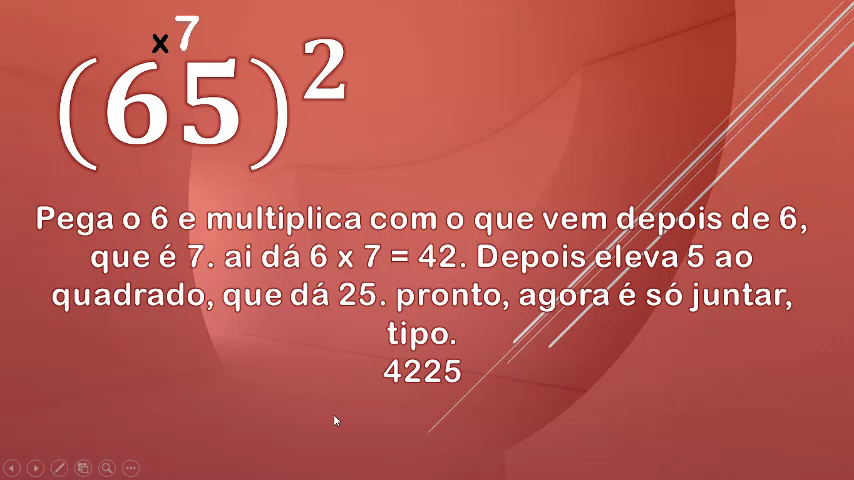 x 7
(65)²
Pega o 6 e multiplica com o que vem depois de 6,
que é 7. ai dá 6 x 7 = 42. Depois eleva 5 ao
quadrado, que dá 25. pronto, agora é só juntar,
tipo.
4225